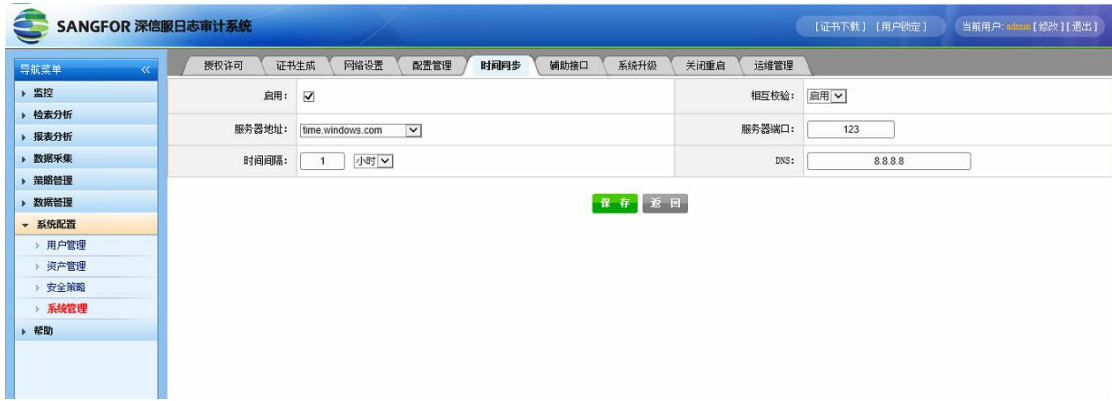 SANGFOR 深信服日志审计系统
[证书下载] [用户锁定] 当前用户: admin [修改] [退出]
导航菜单 «
授权许可 证书生成 网络设置 配置管理 时间同步 辅助接口 系统升级 关闭重启 运维管理
监控
检索分析
报表分析
数据采集
策略管理
数据管理
系统配置
用户管理
资产管理
安全策略
系统管理
帮助
启用:
相互校验: 启用
服务器地址: time.windows.com
服务器端口: 123
时间间隔: 1 小时
DNS: 8.8.8.8
保存 返回